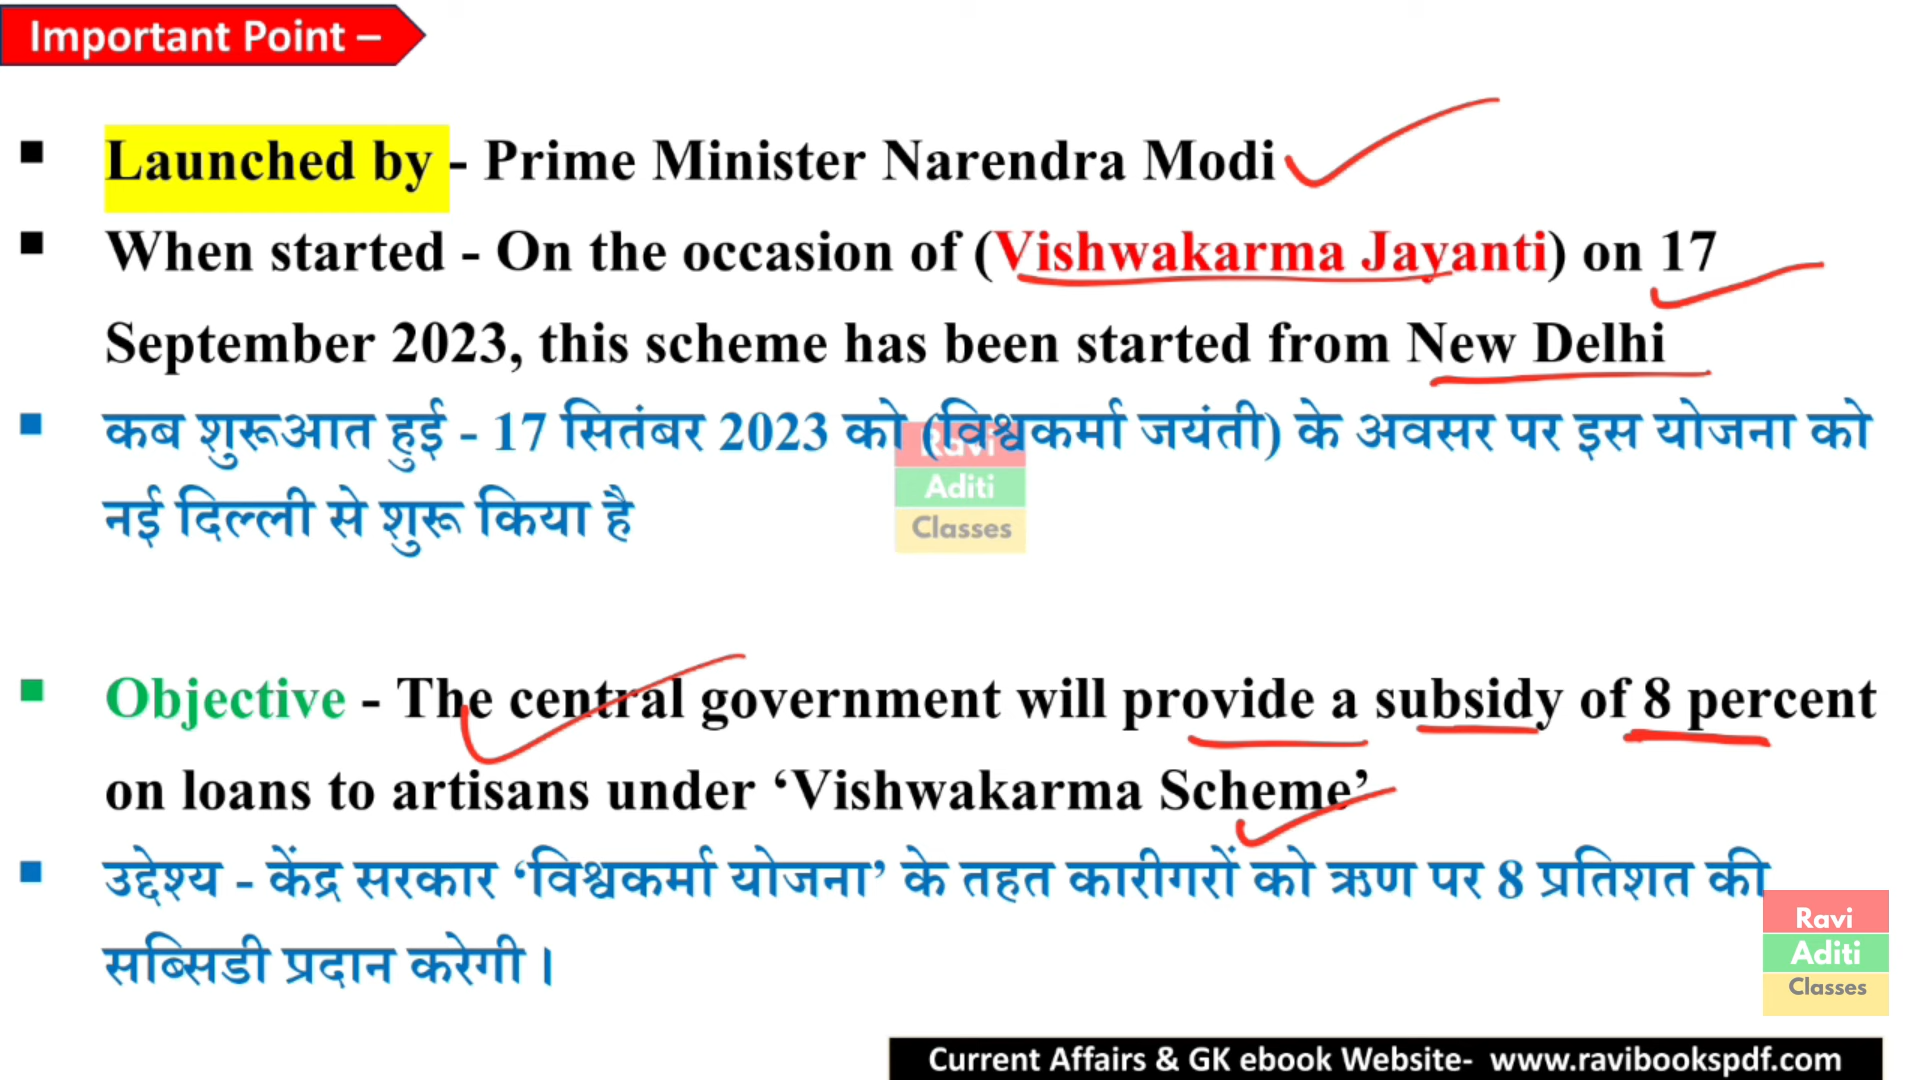 Important Point –
▪ Launched by - Prime Minister Narendra Modi
▪ When started - On the occasion of (Vishwakarma Jayanti) on 17
September 2023, this scheme has been started from New Delhi
▪ कब शुरूआत हुई - 17 सितंबर 2023 को (विश्वकर्मा जयंती) के अवसर पर इस योजना को
नई दिल्ली से शुरू किया है
Ravi
Aditi
Classes
▪ Objective - The central government will provide a subsidy of 8 percent
on loans to artisans under ‘Vishwakarma Scheme’
▪ उद्देश्य - केंद्र सरकार ‘विश्वकर्मा योजना’ के तहत कारीगरों को ऋण पर 8 प्रतिशत की
सब्सिडी प्रदान करेगी ।
Ravi
Aditi
Classes
Current Affairs & GK ebook Website- www.ravibookspdf.com